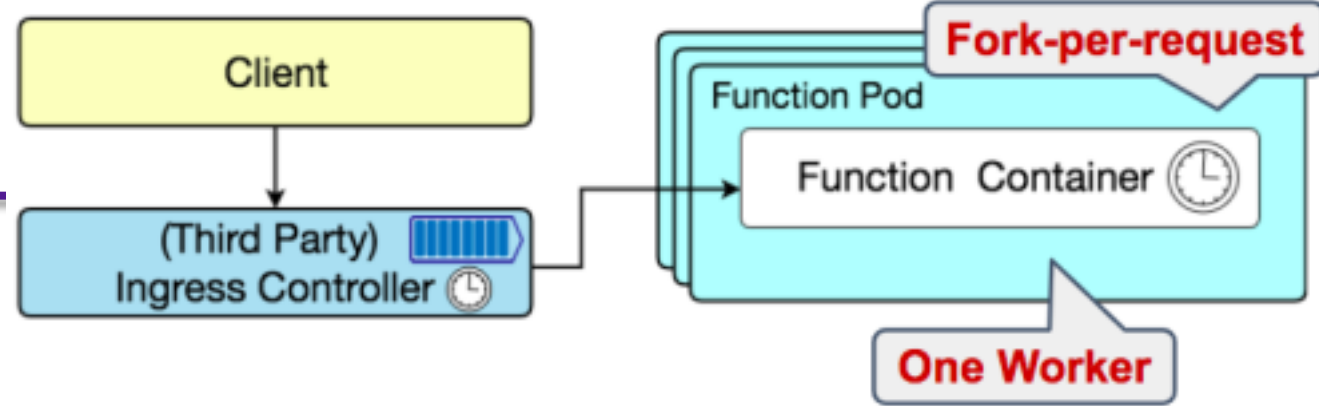 Client
(Third Party)
Ingress Controller
Fork-per-request
Function Pod
Function Container
One Worker